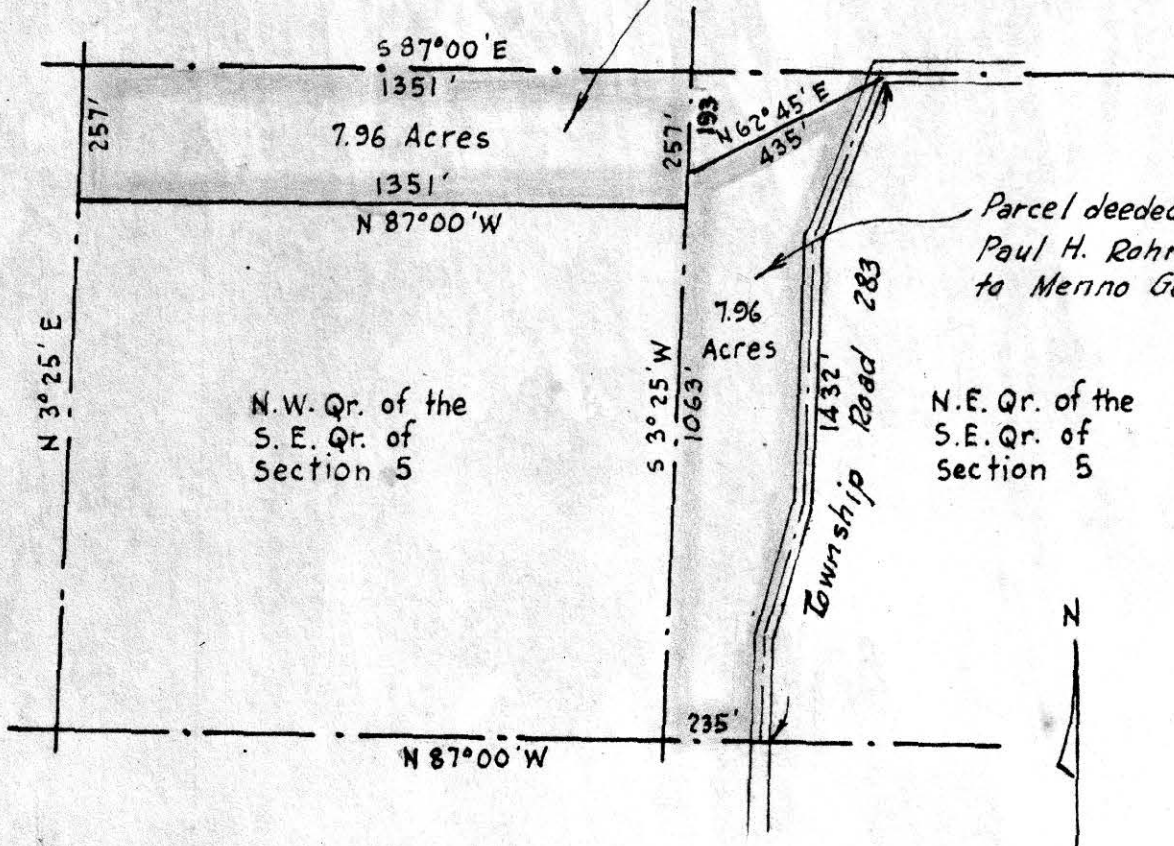 S 87°00'E
1351'
257'
7.96 Acres
257'
193
N 62°45'E
435'
1351'
N 87°00'W
Parcel deeded
Paul H.
to Menno
7.96
Acres
N 3°25'E
S 3°25'W
1063'
1432'
Township Road 283
N.W. Qr. of the
S.E. Qr. of
Section 5
N.E. Qr. of the
S.E. Qr. of
Section 5
N
235'
N 87°00'W